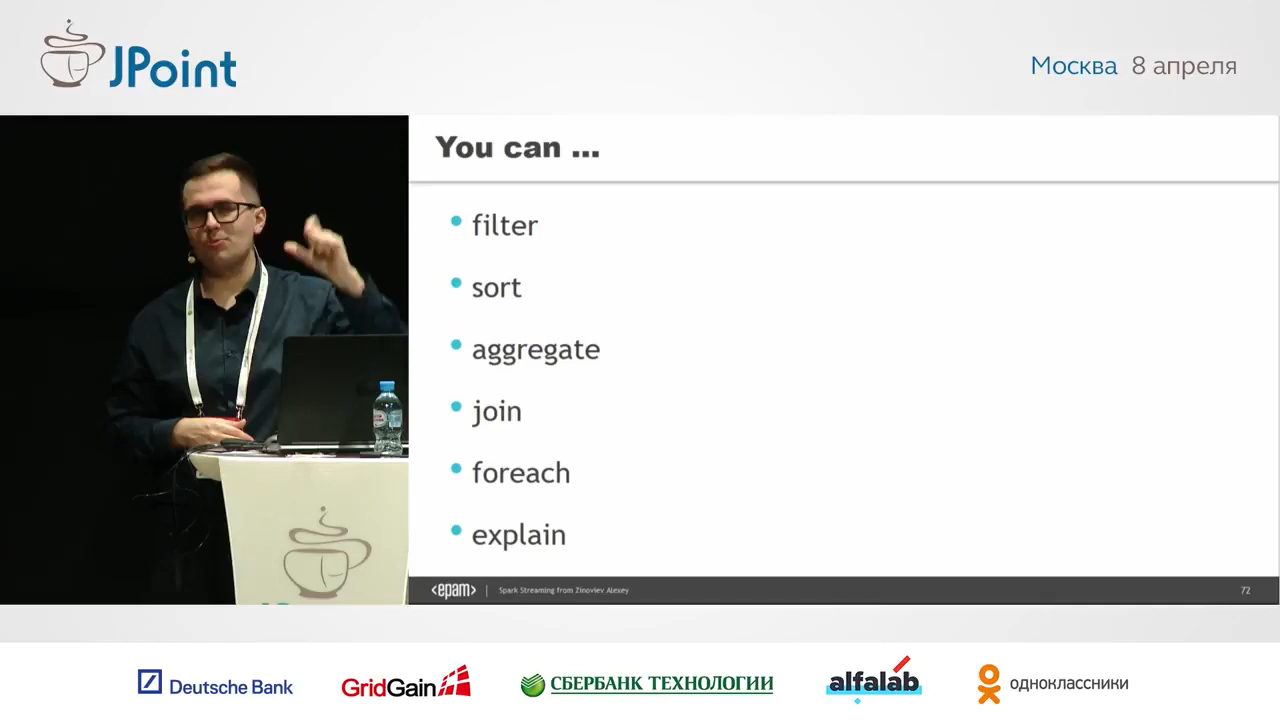 JPoint
Москва 8 апреля
You can ...
filter
sort
aggregate
join
foreach
explain
<epam> | Spark Streaming from Zinoviev Alexey
72
Deutsche Bank
GridGain
СБЕРБАНК ТЕХНОЛОГИИ
alfalab
одноклассники